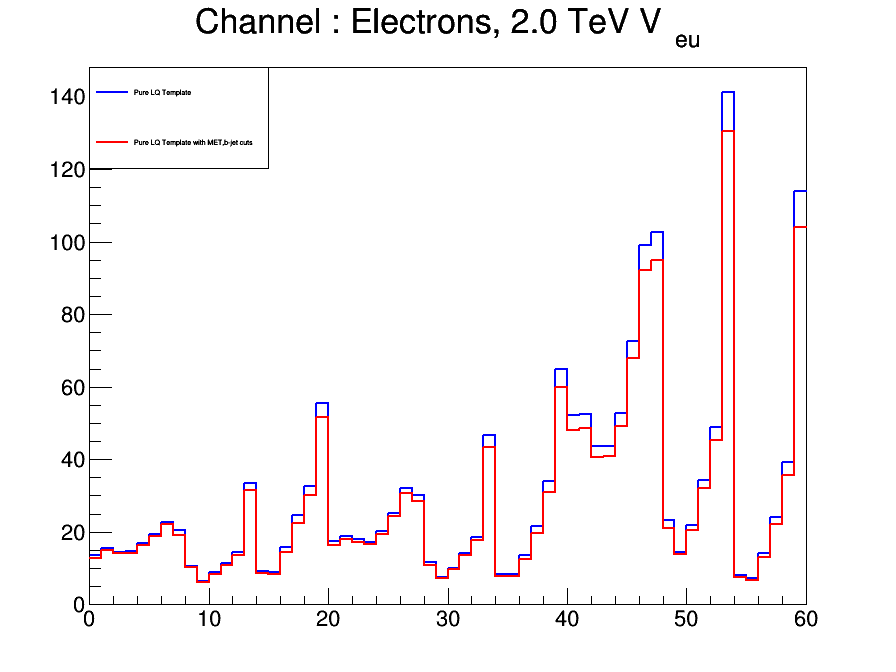 Channel : Electrons, 2.0 TeV V eu
Pure LQ Template
Pure LQ Template with MET,b-jet cuts
140
120
100
80
60
40
20
0
0 10 20 30 40 50 60